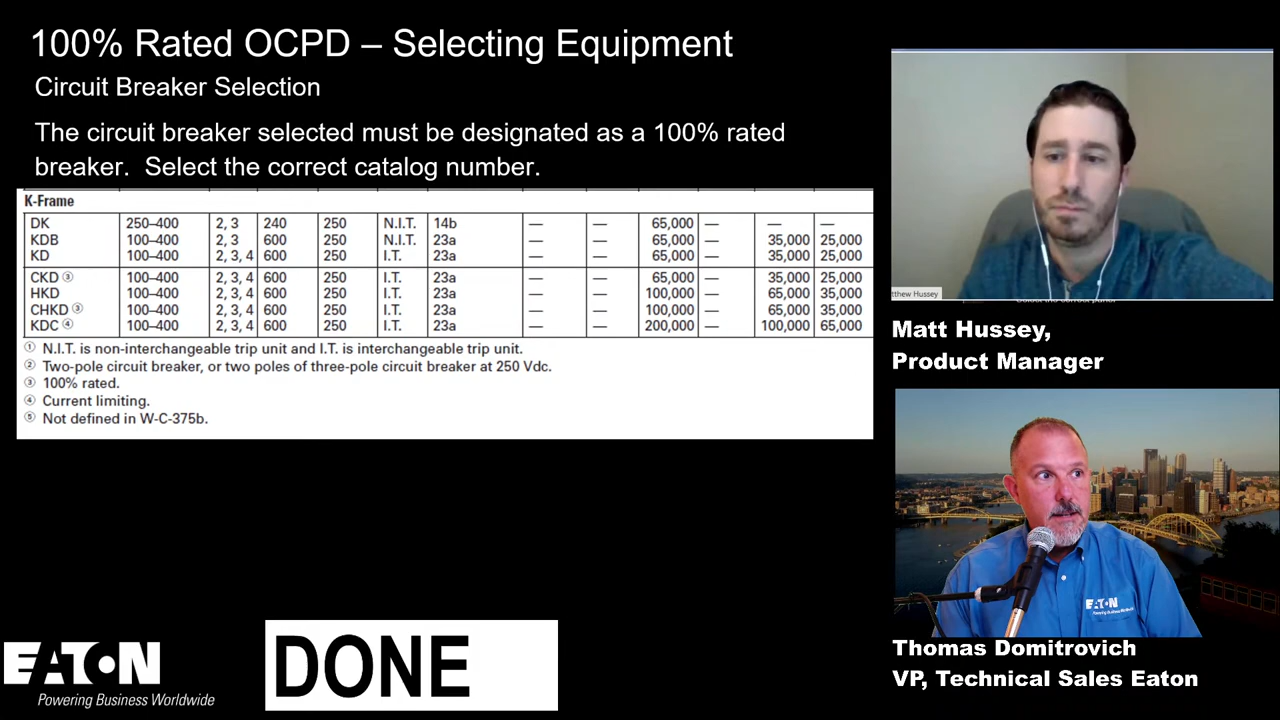 100% Rated OCPD – Selecting Equipment
Circuit Breaker Selection
The circuit breaker selected must be designated as a 100% rated
breaker. Select the correct catalog number.
K-Frame
DK 250–400 2, 3 240 250 N.I.T. 14b — — 65,000 — — —
KDB 100–400 2, 3 600 250 N.I.T. 23a — — 65,000 — 35,000 25,000
KD 100–400 2, 3, 4 600 250 I.T. 23a — — 65,000 — 35,000 25,000
CKD ③ 100–400 2, 3, 4 600 250 I.T. 23a — — 65,000 — 35,000 25,000
HKD 100–400 2, 3, 4 600 250 I.T. 23a — — 100,000 — 65,000 35,000
CHKD ③ 100–400 2, 3, 4 600 250 I.T. 23a — — 100,000 — 65,000 35,000
KDC ④ 100–400 2, 3, 4 600 250 I.T. 23a — — 200,000 — 100,000 65,000
① N.I.T. is non-interchangeable trip unit and I.T. is interchangeable trip unit.
② Two-pole circuit breaker, or two poles of three-pole circuit breaker at 250 Vdc.
③ 100% rated.
④ Current limiting.
⑤ Not defined in W-C-375b.
EATON
Powering Business Worldwide
DONE
tthew Hussey
Matt Hussey,
Product Manager
EATON
Thomas Domitrovich
VP, Technical Sales Eaton